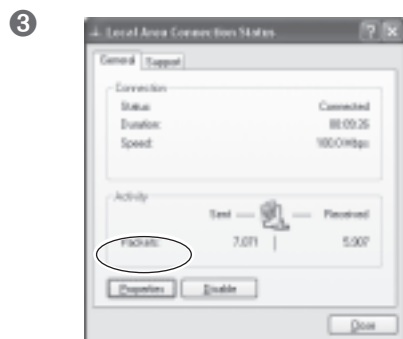 3
Local Area Connection Status
General Support
Connection
Status: Connected
Duration: 00:09:26
Speed: 100.0 Mbps
Activity
Sent Received
Packets: 7,071 5,907
Properties Disable
Close